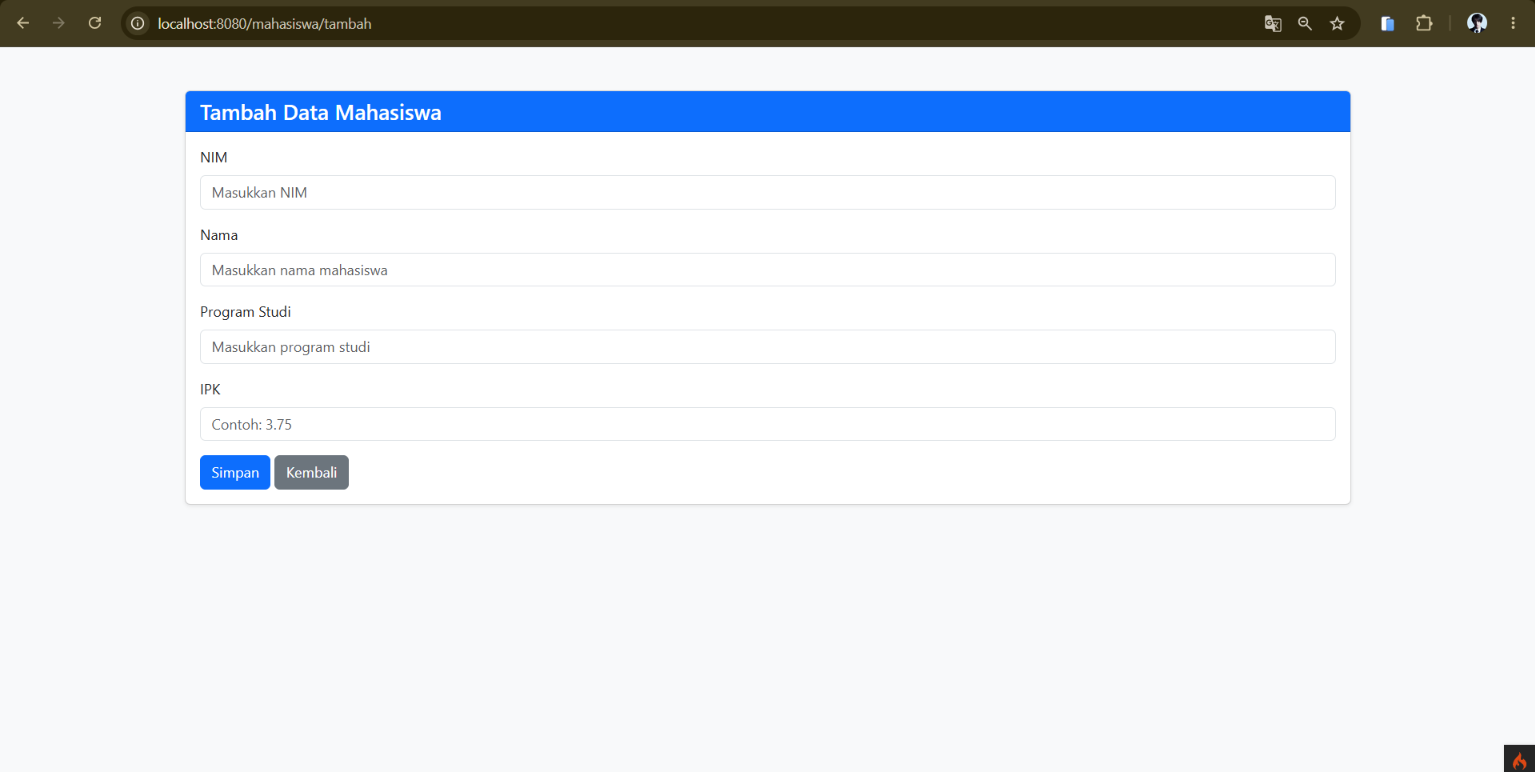 localhost:8080/mahasiswa/tambah
Tambah Data Mahasiswa
NIM
Masukkan NIM
Nama
Masukkan nama mahasiswa
Program Studi
Masukkan program studi
IPK
Contoh: 3.75
Simpan Kembali